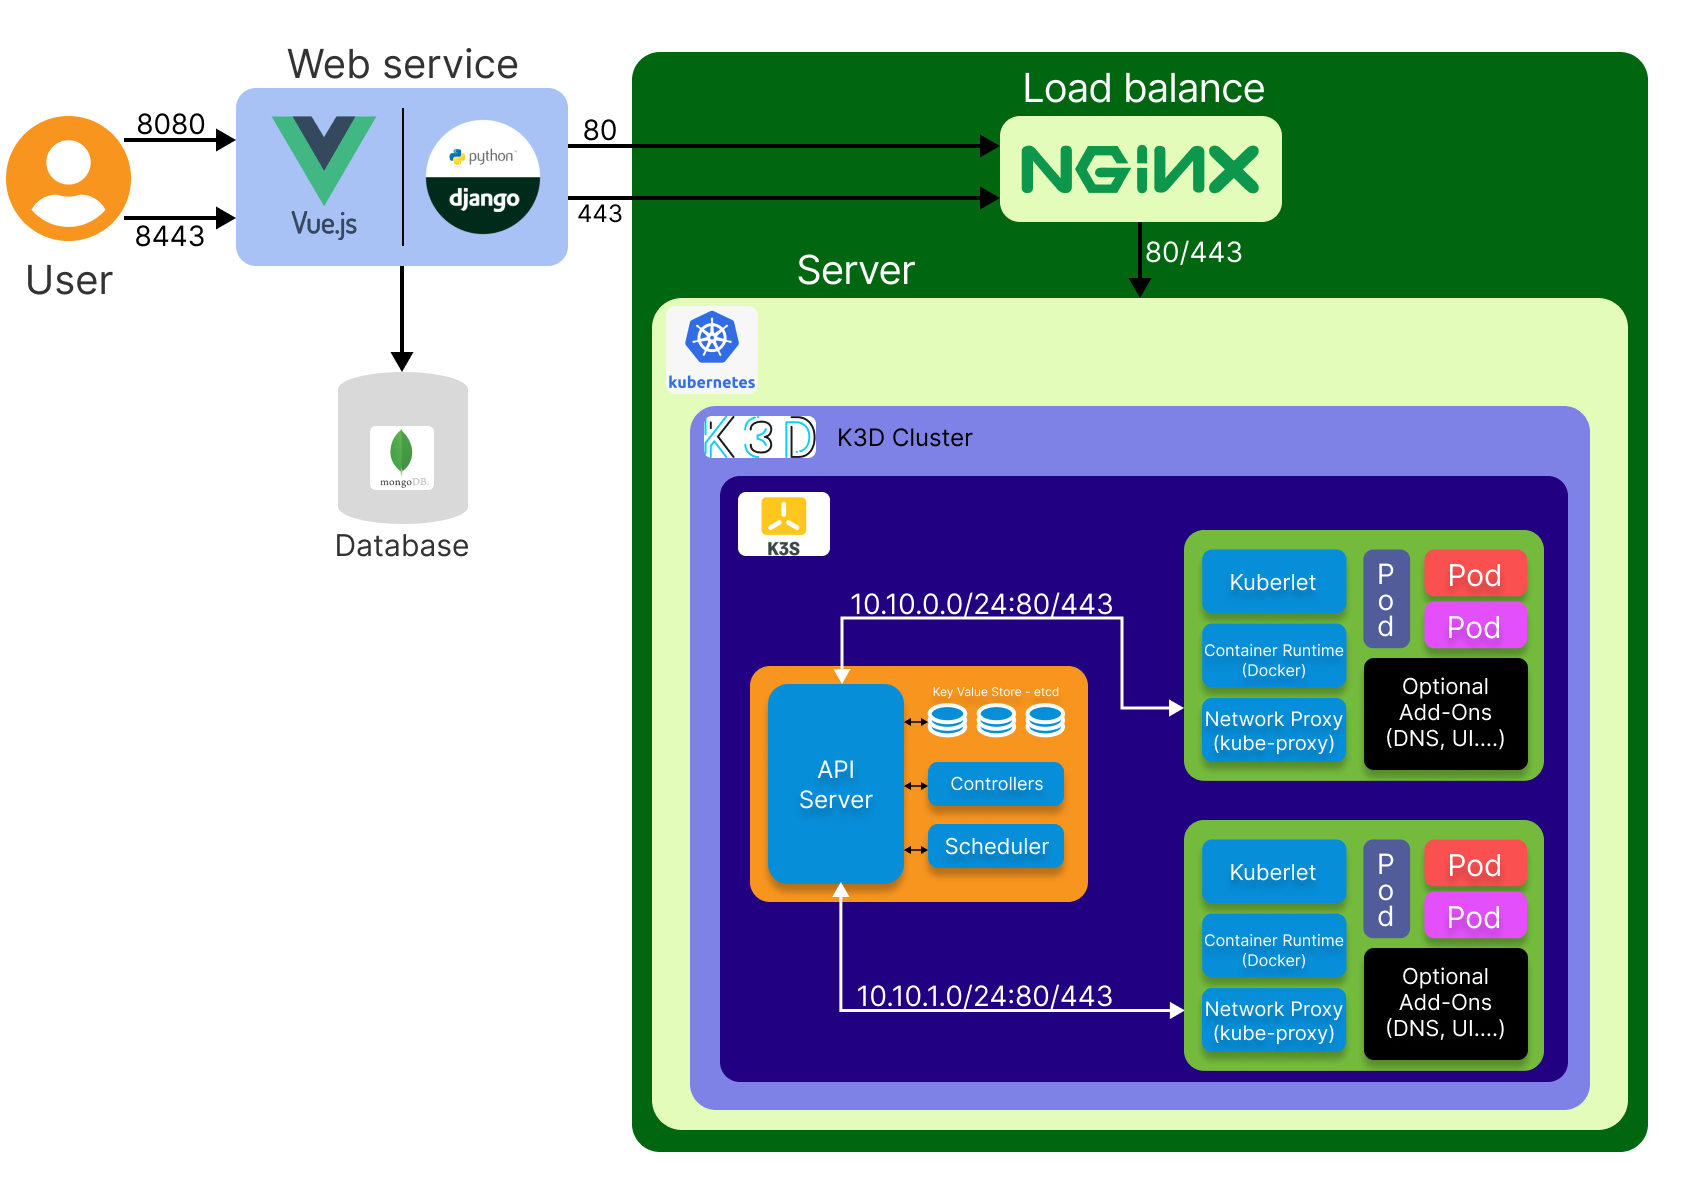 Web service
User
8080
8443
Vue.js
python
django
80
443
Load balance
NGINX
80/443
Server
mongoDB.
Database
kubernetes
K3D
K3D Cluster
K3S
10.10.0.0/24:80/443
API
Server
Key Value Store - etcd
Controllers
Scheduler
10.10.1.0/24:80/443
Kuberlet
Container Runtime
(Docker)
Network Proxy
(kube-proxy)
Pod
Pod
Pod
Optional
Add-Ons
(DNS, UI....)
Kuberlet
Container Runtime
(Docker)
Network Proxy
(kube-proxy)
Pod
Pod
Pod
Optional
Add-Ons
(DNS, UI....)